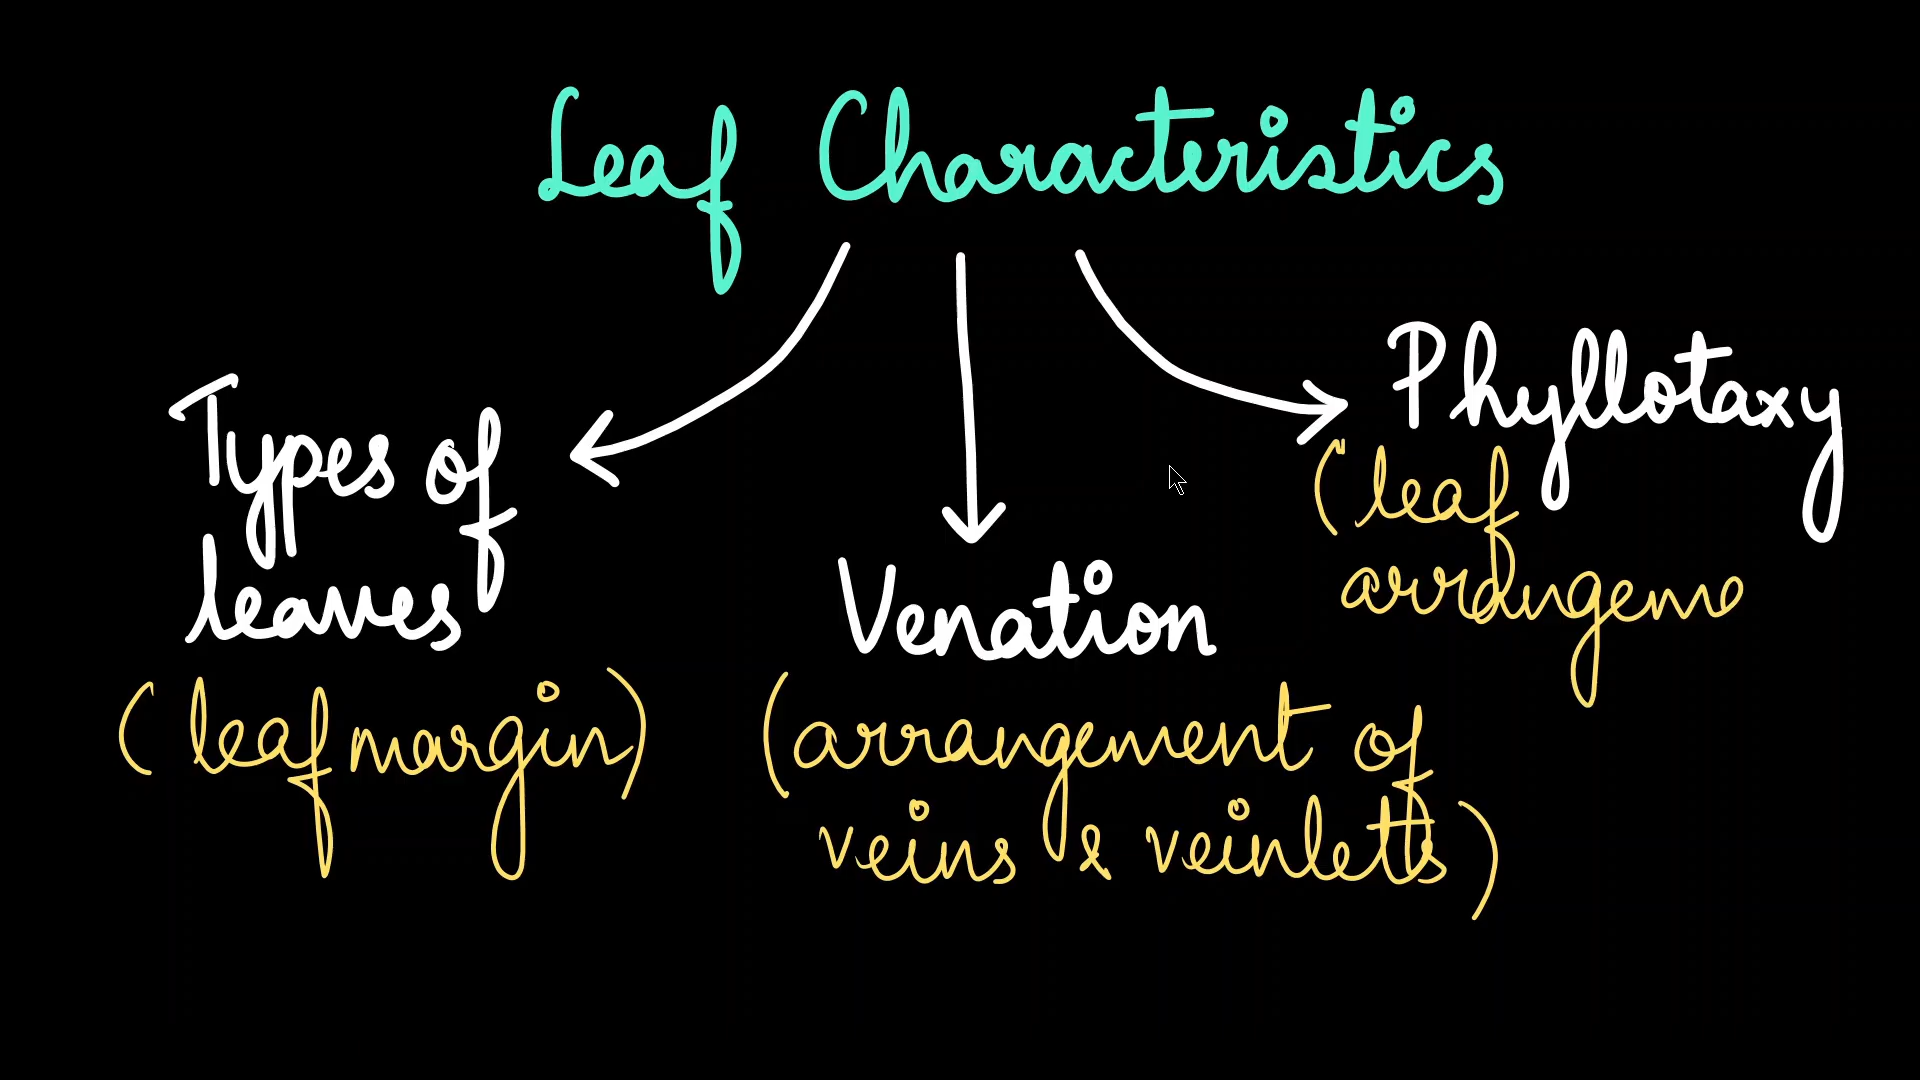 Leaf Characteristics
Types of
leaves
(leaf margin)
Venation
(arrangement of
veins & veinletts)
Phyllotaxy
(leaf
arrangeme